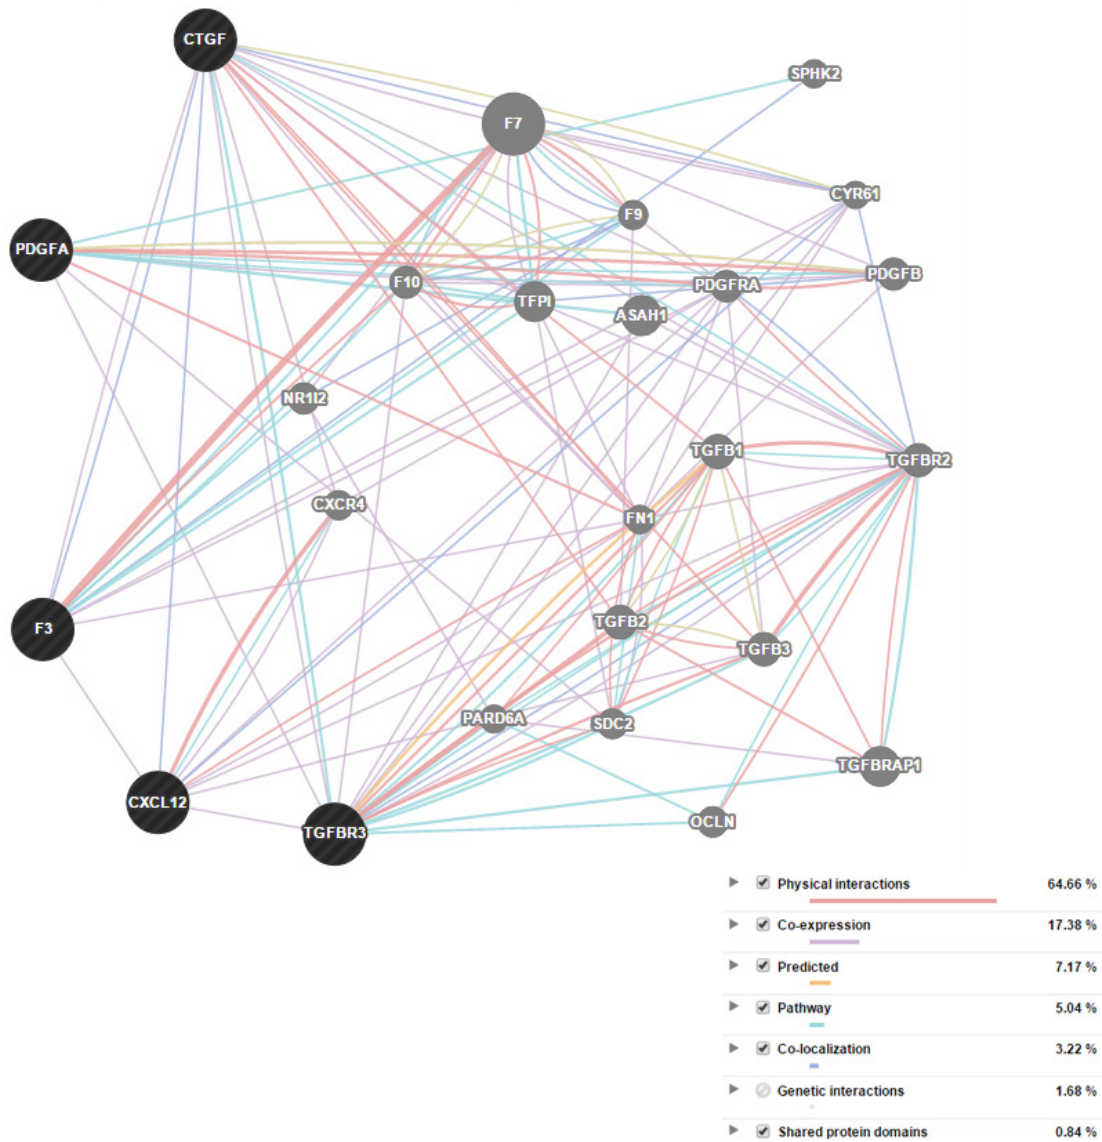 CTGF
SPHK2
F7
CYR61
F9
PDGFA
PDGFB
F10
PDGFRA
TFPI
ASAH1
NR1I2
TGFB1
TGFBR2
CXCR4
FN1
TGFB2
F3
TGFB3
PARD6A
SDC2
TGFBRAP1
CXCL12
OCLN
TGFBR3
Physical interactions 64.66 %
Co-expression 17.38 %
Predicted 7.17 %
Pathway 5.04 %
Co-localization 3.22 %
Genetic interactions 1.68 %
Shared protein domains 0.84 %